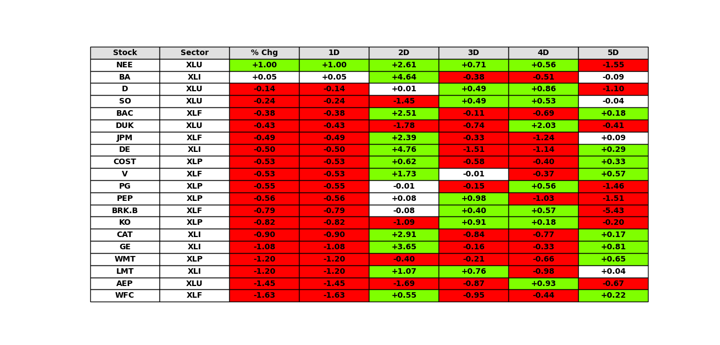 Stock Sector % Chg 1D 2D 3D 4D 5D
NEE XLU +1.00 +1.00 +2.61 +0.71 +0.56 -1.55
BA XLI +0.05 +0.05 +4.64 -0.38 -0.51 -0.09
D XLU -0.14 -0.14 +0.01 +0.49 +0.86 -1.10
SO XLU -0.24 -0.24 -1.45 +0.49 +0.53 -0.04
BAC XLF -0.38 -0.38 +2.51 -0.11 -0.69 +0.18
DUK XLU -0.43 -0.43 -1.78 -0.74 +2.03 -0.41
JPM XLF -0.49 -0.49 +2.39 -0.33 -1.24 +0.09
DE XLI -0.50 -0.50 +4.76 -1.51 -1.14 +0.29
COST XLP -0.53 -0.53 +0.62 -0.58 -0.40 +0.33
V XLF -0.53 -0.53 +1.73 -0.01 -0.37 +0.57
PG XLP -0.55 -0.55 -0.01 -0.15 +0.56 -1.46
PEP XLP -0.56 -0.56 +0.08 +0.98 -1.03 -1.51
BRK.B XLF -0.79 -0.79 -0.08 +0.40 +0.57 -5.43
KO XLP -0.82 -0.82 -1.09 +0.91 +0.18 -0.20
CAT XLI -0.90 -0.90 +2.91 -0.84 -0.77 +0.17
GE XLI -1.08 -1.08 +3.65 -0.16 -0.33 +0.81
WMT XLP -1.20 -1.20 -0.40 -0.21 -0.66 +0.65
LMT XLI -1.20 -1.20 +1.07 +0.76 -0.98 +0.04
AEP XLU -1.45 -1.45 -1.69 -0.87 +0.93 -0.67
WFC XLF -1.63 -1.63 +0.55 -0.95 -0.44 +0.22